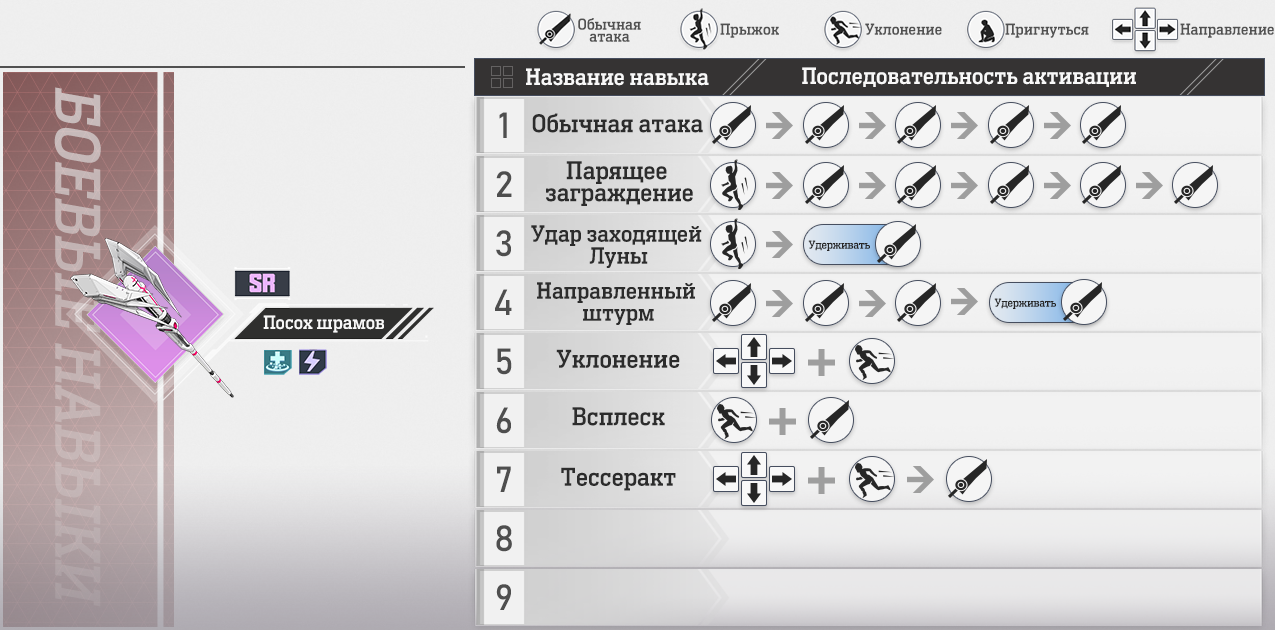 Обычная
атака
Прыжок
Уклонение
Пригнуться
Направление
БОЕВЫЕ НАВЫКИ
SR
Посох шрамов
Название навыка
Последовательность активации
1 Обычная атака
2 Парящее
заграждение
3 Удар заходящей
Луны
Удерживать
4 Направленный
штурм
Удерживать
5 Уклонение
6 Всплеск
7 Тессеракт
8
9